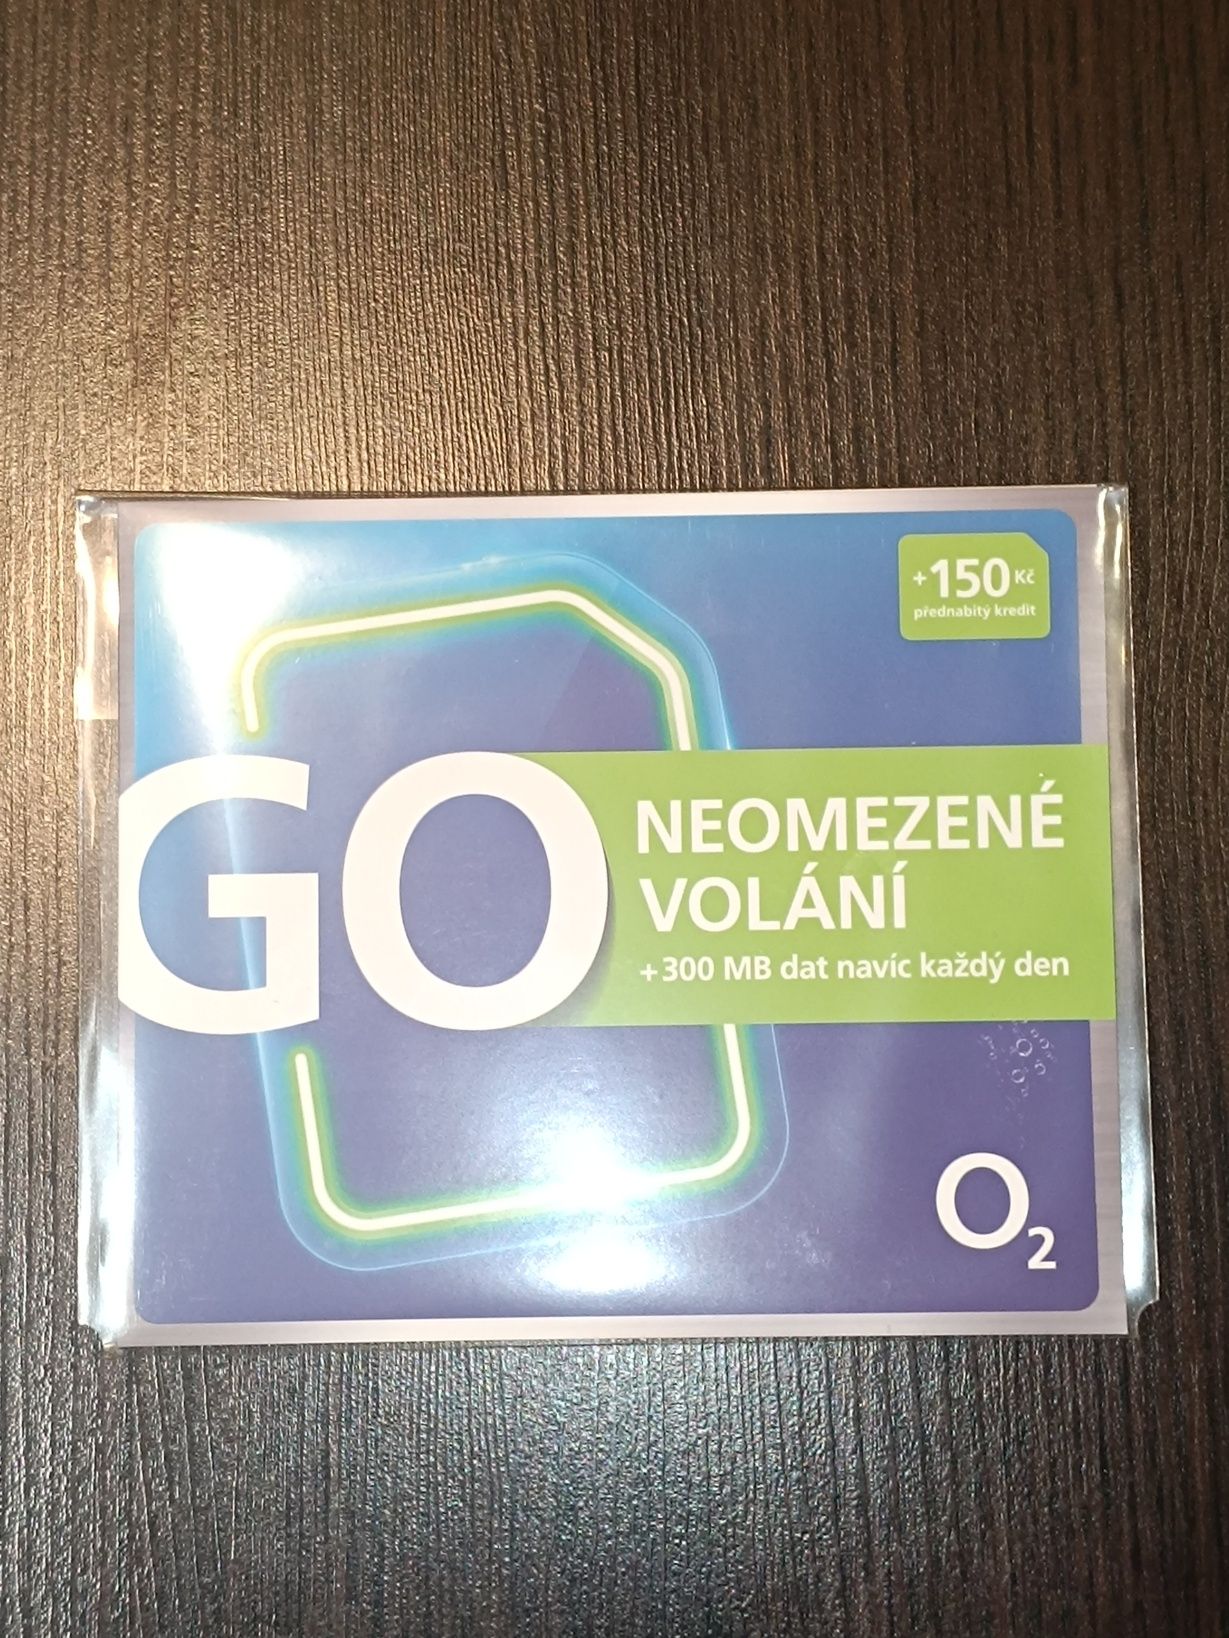 +150 Kč
přednabitý kredit
GO
NEOMEZENÉ
VOLÁNÍ
+300 MB dat navíc každý den
O2